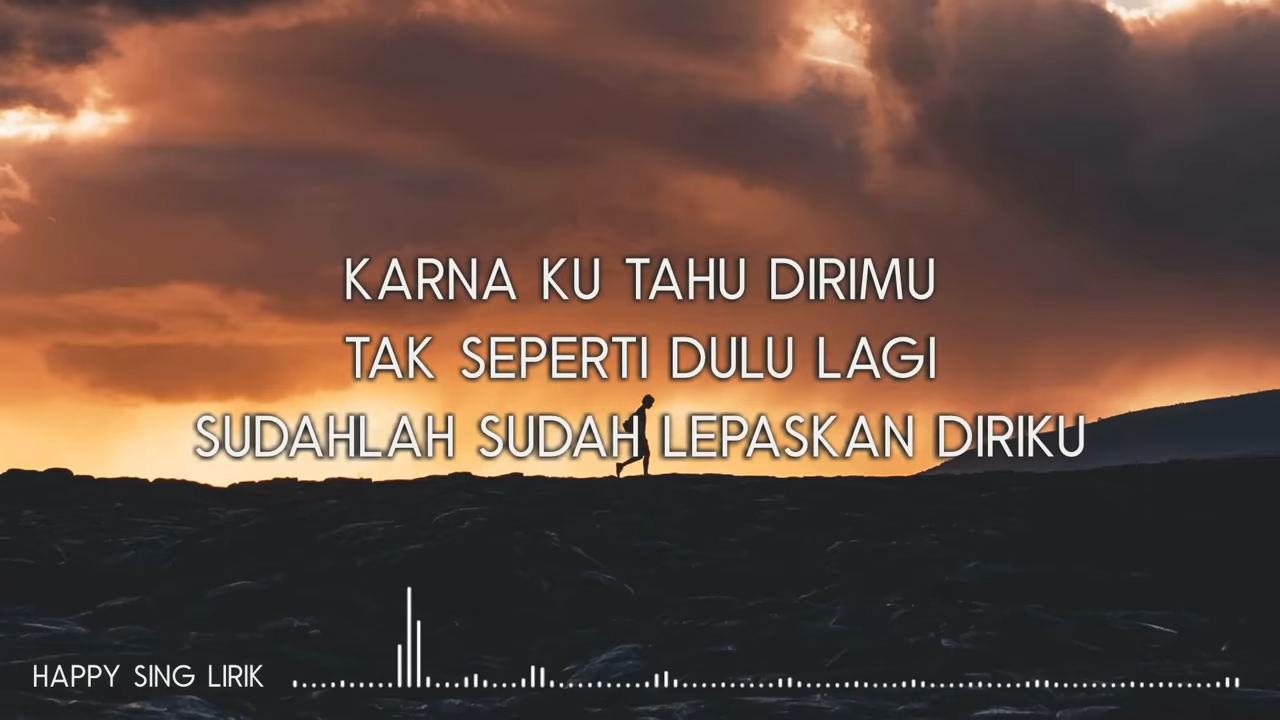 KARNA KU TAHU DIRIMU
TAK SEPERTI DULU LAGI
SUDAHLAH SUDAH LEPASKAN DIRIKU
HAPPY SING LIRIK